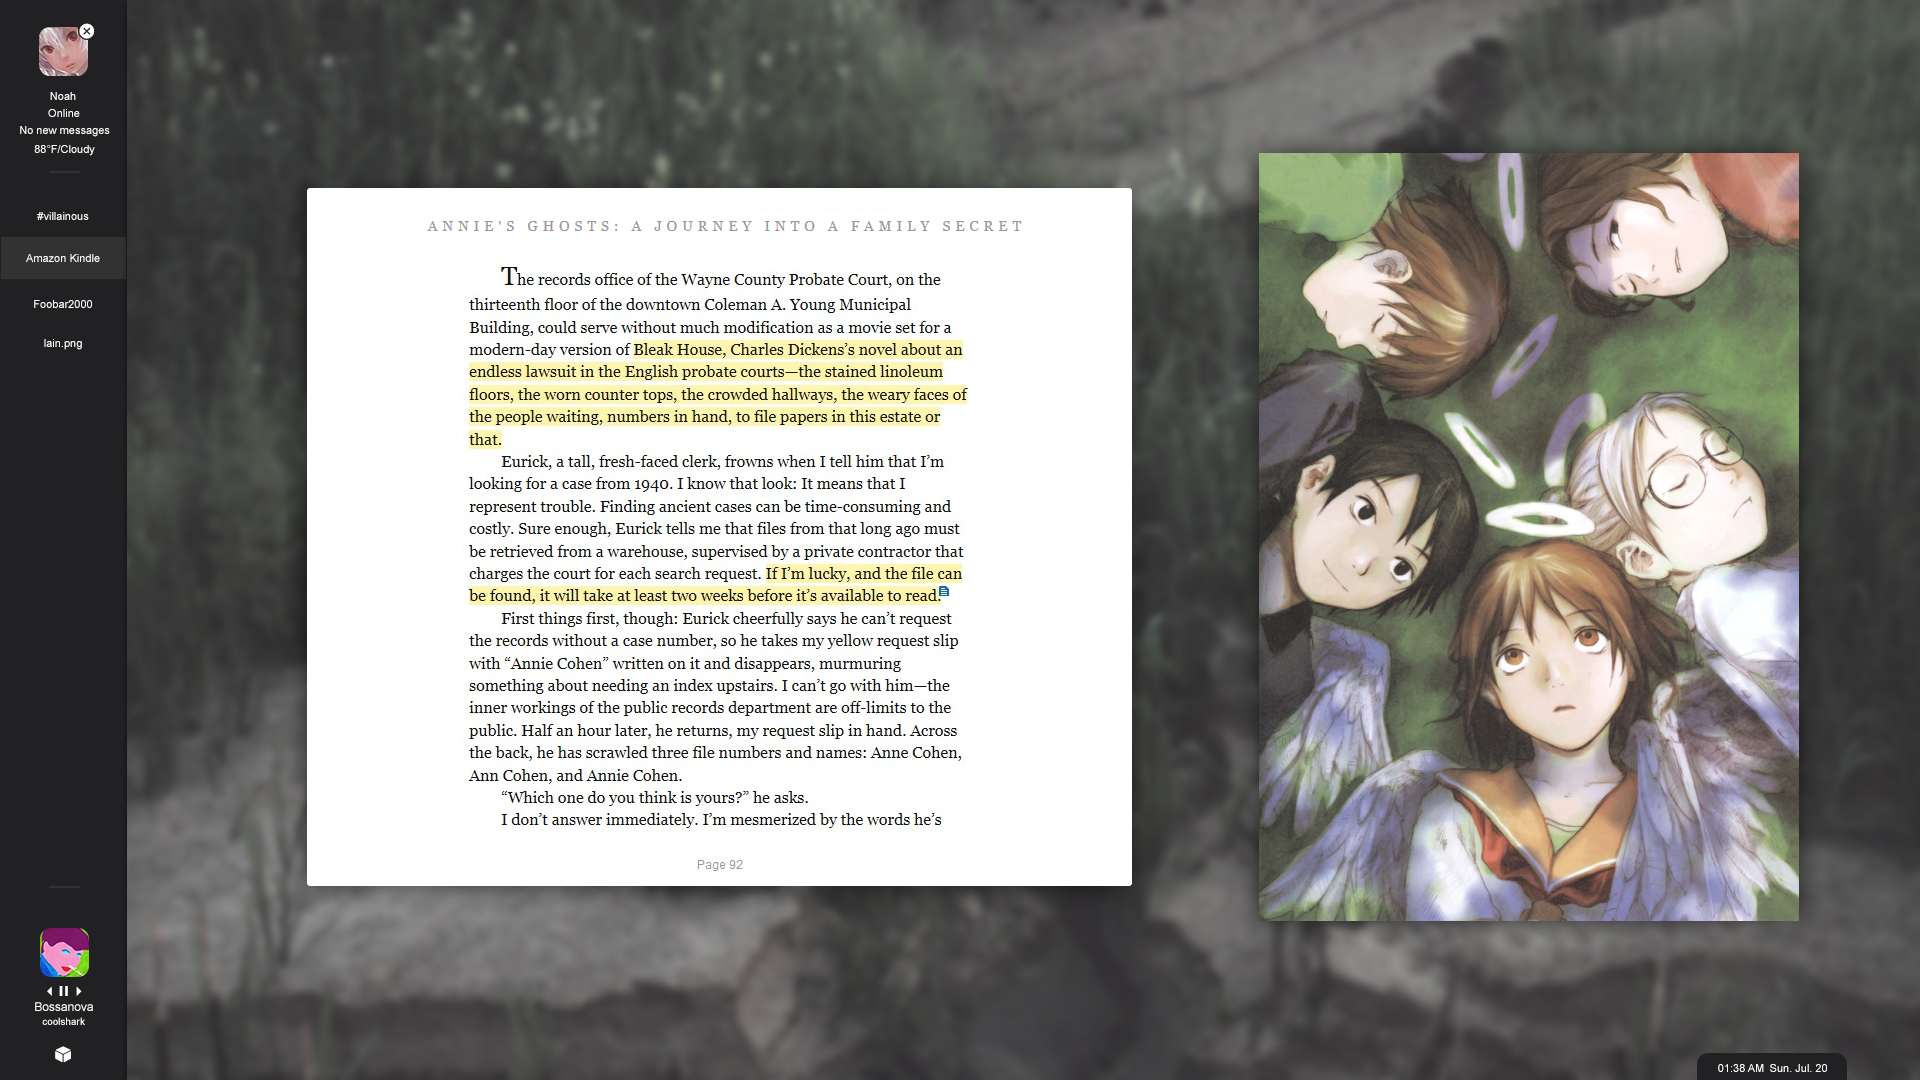 Noah
Online
No new messages
88°F/Cloudy
#villainous
Amazon Kindle
Foobar2000
lain.png
Bossanova
coolshark
ANNIE'S GHOSTS: A JOURNEY INTO A FAMILY SECRET
The records office of the Wayne County Probate Court, on the
thirteenth floor of the downtown Coleman A. Young Municipal
Building, could serve without much modification as a movie set for a
modern-day version of Bleak House, Charles Dickens’s novel about an
endless lawsuit in the English probate courts—the stained linoleum
floors, the worn counter tops, the crowded hallways, the weary faces of
the people waiting, numbers in hand, to file papers in this estate or
that.
Eurick, a tall, fresh-faced clerk, frowns when I tell him that I’m
looking for a case from 1940. I know that look: It means that I
represent trouble. Finding ancient cases can be time-consuming and
costly. Sure enough, Eurick tells me that files from that long ago must
be retrieved from a warehouse, supervised by a private contractor that
charges the court for each search request. If I’m lucky, and the file can
be found, it will take at least two weeks before it’s available to read.
First things first, though: Eurick cheerfully says he can’t request
the records without a case number, so he takes my yellow request slip
with “Annie Cohen” written on it and disappears, murmuring
something about needing an index upstairs. I can’t go with him—the
inner workings of the public records department are off-limits to the
public. Half an hour later, he returns, my request slip in hand. Across
the back, he has scrawled three file numbers and names: Anne Cohen,
Ann Cohen, and Annie Cohen.
“Which one do you think is yours?” he asks.
I don’t answer immediately. I’m mesmerized by the words he’s
Page 92
01:38 AM Sun. Jul. 20